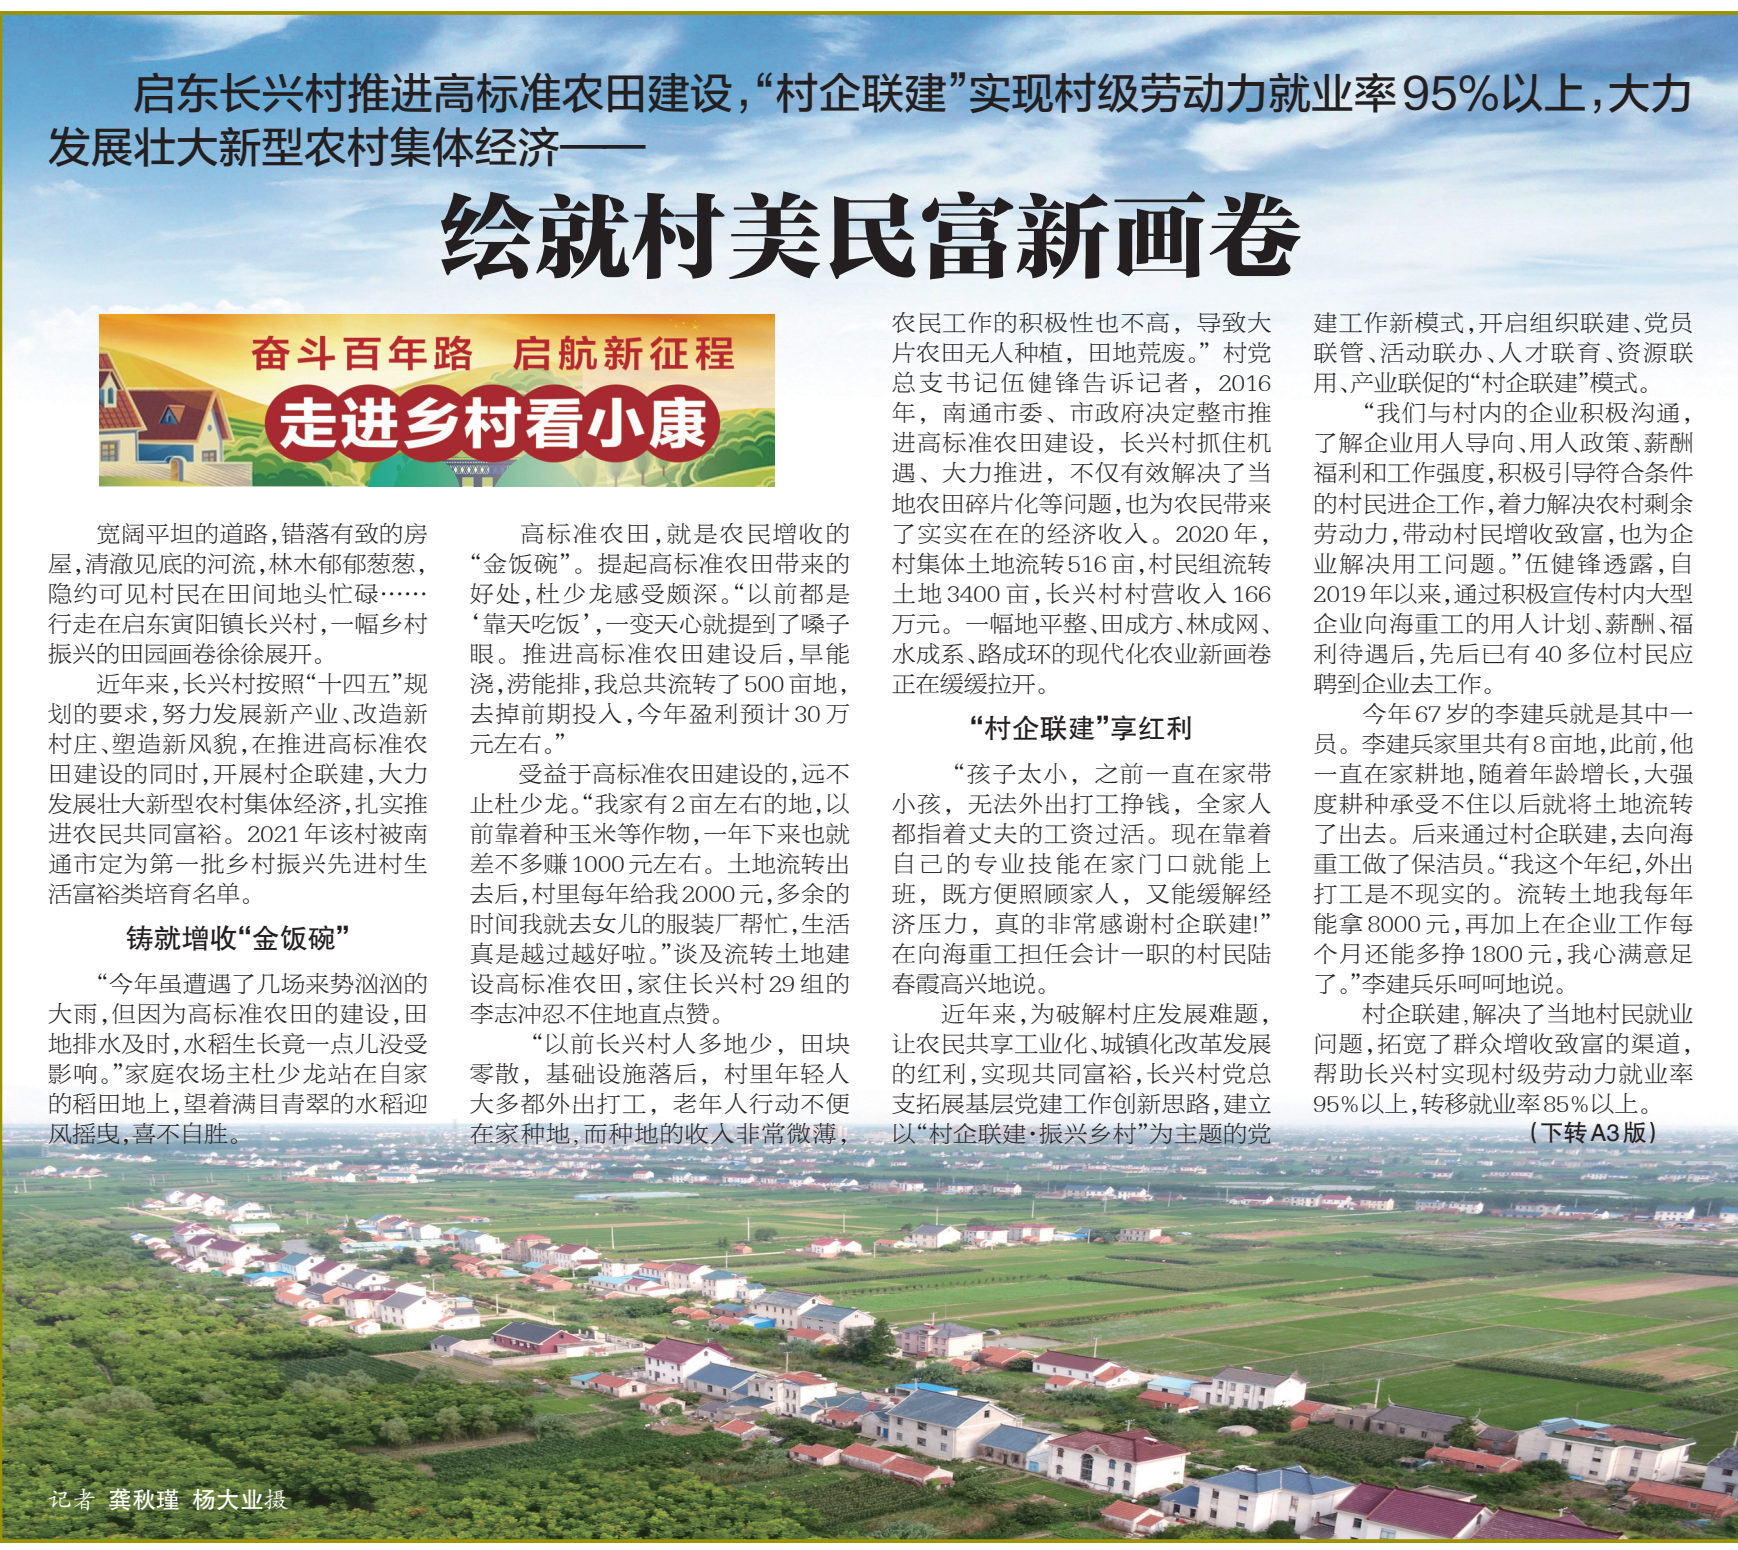 启东长兴村推进高标准农田建设，“村企联建”实现村级劳动力就业率95%以上，大力
发展壮大新型农村集体经济——
绘就村美民富新画卷
奋斗百年路 启航新征程
走进乡村看小康
宽阔平坦的道路，错落有致的房
屋，清澈见底的河流，林木郁郁葱葱，
隐约可见村民在田间地头忙碌……
行走在启东寅阳镇长兴村，一幅乡村
振兴的田园画卷徐徐展开。
近年来，长兴村按照“十四五”规
划的要求，努力发展新产业、改造新
村庄、塑造新风貌，在推进高标准农
田建设的同时，开展村企联建，大力
发展壮大新型农村集体经济，扎实推
进农民共同富裕。2021年该村被南
通市定为第一批乡村振兴先进村生
活富裕类培育名单。
铸就增收“金饭碗”
“今年虽遭遇了几场来势汹汹的
大雨，但因为高标准农田的建设，田
地排水及时，水稻生长竟一点儿没受
影响。”家庭农场主杜少龙站在自家
的稻田地上，望着满目青翠的水稻迎
风摇曳，喜不自胜。
高标准农田，就是农民增收的
“金饭碗”。提起高标准农田带来的
好处，杜少龙感受颇深。“以前都是
‘靠天吃饭’，一变天心就提到了嗓子
眼。推进高标准农田建设后，旱能
浇，涝能排，我总共流转了500亩地，
去掉前期投入，今年盈利预计30万
元左右。”
受益于高标准农田建设的，远不
止杜少龙。“我家有2亩左右的地，以
前靠着种玉米等作物，一年下来也就
差不多赚1000元左右。土地流转出
去后，村里每年给我2000元，多余的
时间我就去女儿的服装厂帮忙，生活
真是越过越好啦。”谈及流转土地建
设高标准农田，家住长兴村29组的
李志冲忍不住地直点赞。
“以前长兴村人多地少，田块
零散，基础设施落后，村里年轻人
大多都外出打工，老年人行动不便
在家种地，而种地的收入非常微薄，
农民工作的积极性也不高，导致大
片农田无人种植，田地荒废。”村党
总支书记伍健锋告诉记者，2016
年，南通市委、市政府决定整市推
进高标准农田建设，长兴村抓住机
遇、大力推进，不仅有效解决了当
地农田碎片化等问题，也为农民带来
了实实在在的经济收入。2020年，
村集体土地流转516亩，村民组流转
土地3400亩，长兴村村营收入166
万元。一幅地平整、田成方、林成网、
水成系、路成环的现代化农业新画卷
正在缓缓拉开。
“村企联建”享红利
“孩子太小，之前一直在家带
小孩，无法外出打工挣钱，全家人
都指着丈夫的工资过活。现在靠着
自己的专业技能在家门口就能上
班，既方便照顾家人，又能缓解经
济压力，真的非常感谢村企联建！”
在向海重工担任会计一职的村民陆
春霞高兴地说。
近年来，为破解村庄发展难题，
让农民共享工业化、城镇化改革发展
的红利，实现共同富裕，长兴村党总
支拓展基层党建工作创新思路，建立
以“村企联建·振兴乡村”为主题的党
建工作新模式，开启组织联建、党员
联管、活动联办、人才联育、资源联
用、产业联促的“村企联建”模式。
“我们与村内的企业积极沟通，
了解企业用人导向、用人政策、薪酬
福利和工作强度，积极引导符合条件
的村民进企工作，着力解决农村剩余
劳动力，带动村民增收致富，也为企
业解决用工问题。”伍健锋透露，自
2019年以来，通过积极宣传村内大型
企业向海重工的用人计划、薪酬、福
利待遇后，先后已有40多位村民应
聘到企业去工作。
今年67岁的李建兵就是其中一
员。李建兵家里共有8亩地，此前，他
一直在家耕地，随着年龄增长，大强
度耕种承受不住以后就将土地流转
了出去。后来通过村企联建，去向海
重工做了保洁员。“我这个年纪，外出
打工是不现实的。流转土地我每年
能拿8000元，再加上在企业工作每
个月还能多挣1800元，我心满意足
了。”李建兵乐呵呵地说。
村企联建，解决了当地村民就业
问题，拓宽了群众增收致富的渠道，
帮助长兴村实现村级劳动力就业率
95%以上，转移就业率85%以上。
（下转A3版）
记者 龚秋瑾 杨大业摄